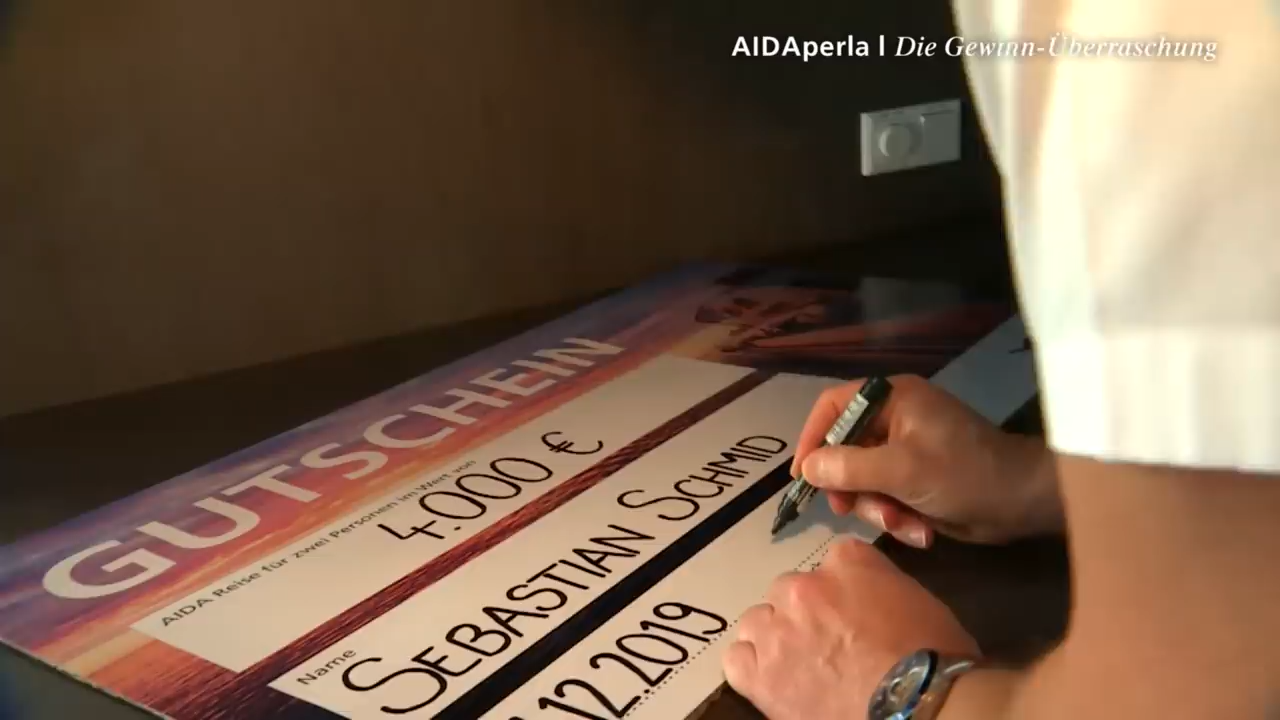 AIDAperla | Die Gewinn-Überraschung
GUTSCHEIN
AIDA Reise für zwei Personen im Wert von
4.000 €
Name
SEBASTIAN SCHMID
12.2019